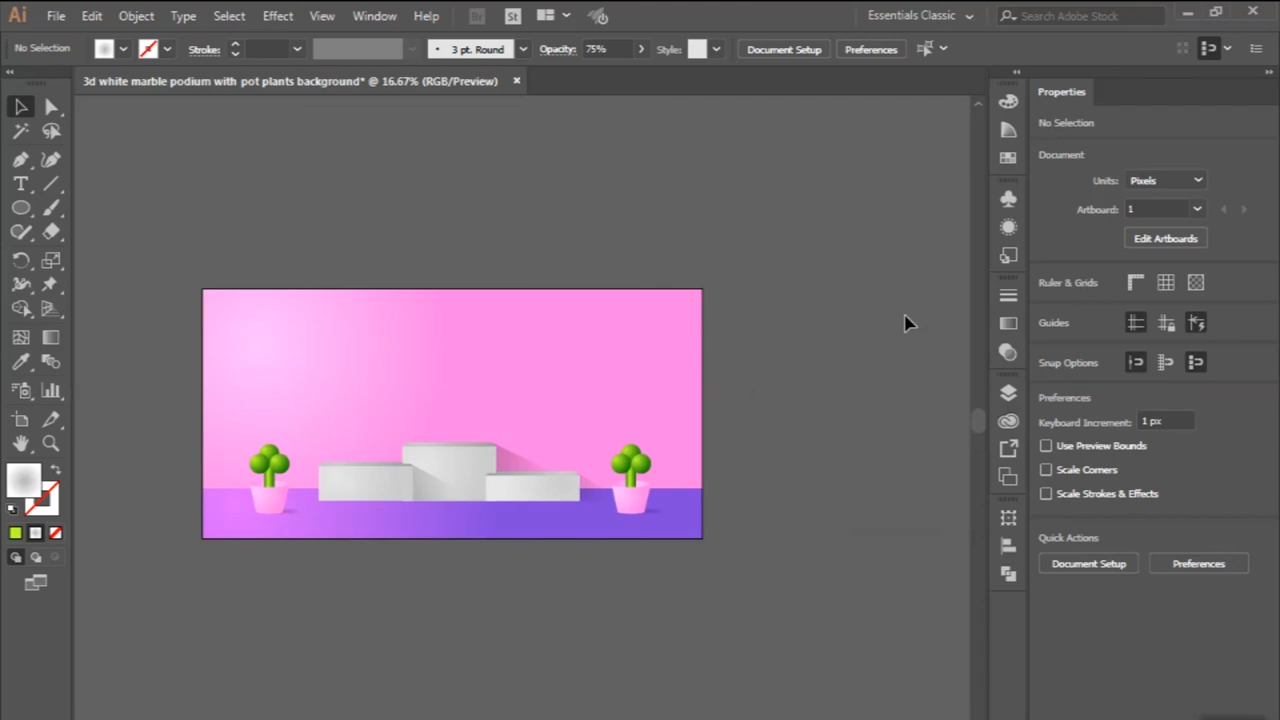 Ai File Edit Object Type Select Effect View Window Help Br St Essentials Classic Search Adobe Stock
No Selection Stroke: 3 pt. Round Opacity: 75% Style: Document Setup Preferences
3d white marble podium with pot plants background* @ 16.67% (RGB/Preview) ×
Properties
No Selection
Document
Units: Pixels
Artboard: 1
Edit Artboards
Ruler & Grids
Guides
Snap Options
Preferences
Keyboard Increment: 1 px
Use Preview Bounds
Scale Corners
Scale Strokes & Effects
Quick Actions
Document Setup Preferences